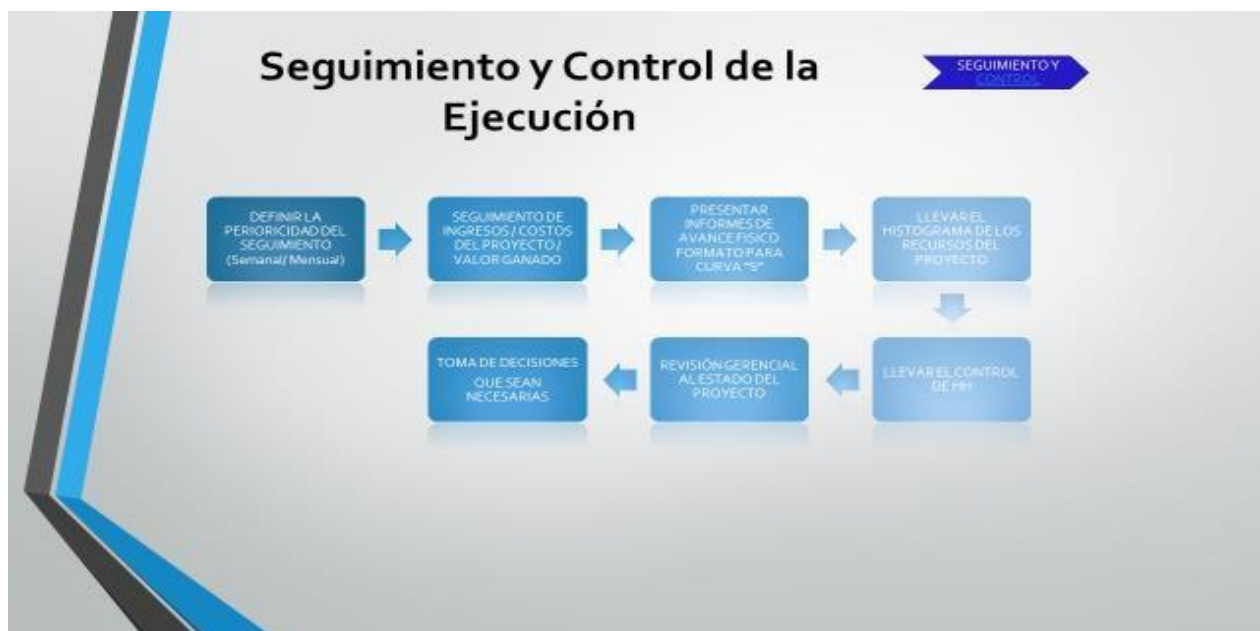 Seguimiento y Control de la
Ejecución
SEGUIMIENTO Y
CONTROL
DEFINIR LA
PERIORICIDAD DEL
SEGUIMIENTO
(Semanal/ Mensual)
SEGUIMIENTO DE
INGRESOS / COSTOS
DEL PROYECTO /
VALOR GANADO
PRESENTAR
INFORMES DE
AVANCE FISICO
FORMATO PARA
CURVA "S"
LLEVAR EL
HISTOGRAMA DE LOS
RECURSOS DEL
PROYECTO
LLEVAR EL CONTROL
DE HH
REVISIÓN GERENCIAL
AL ESTADO DEL
PROYECTO
TOMA DE DECISIONES
QUE SEAN
NECESARIAS